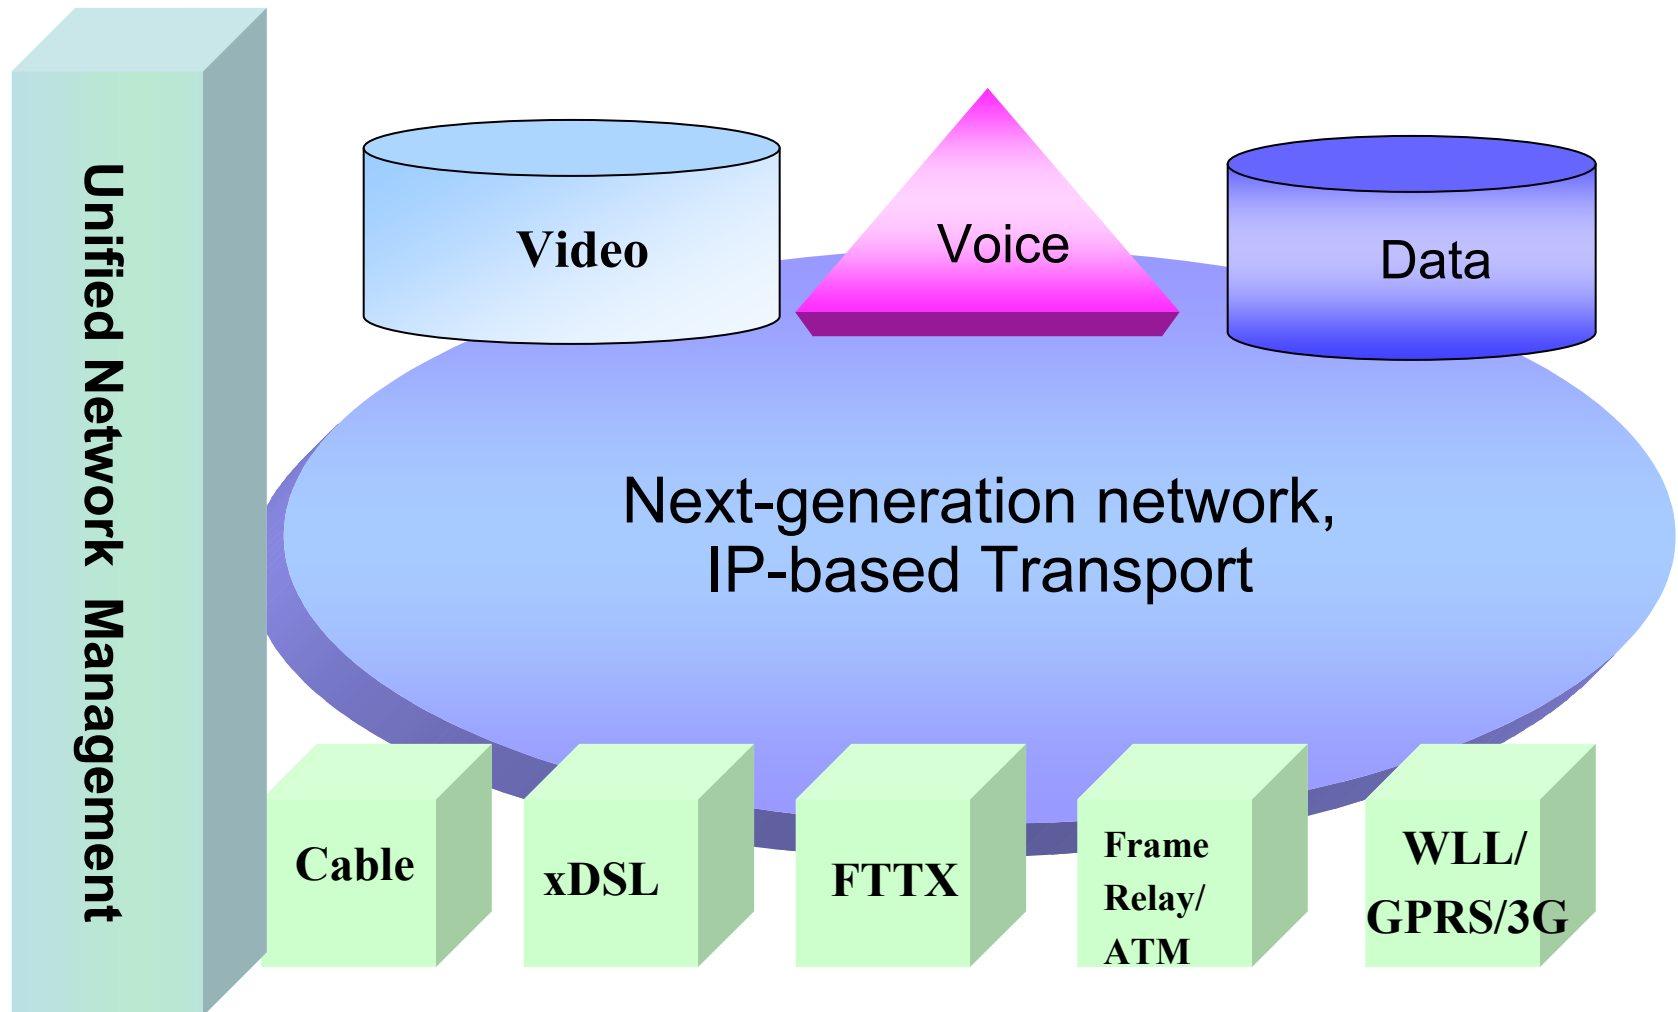 Unified Network Management
Video
Voice
Data
Next-generation network,
IP-based Transport
Cable
xDSL
FTTX
Frame
Relay/
ATM
WLL/
GPRS/3G